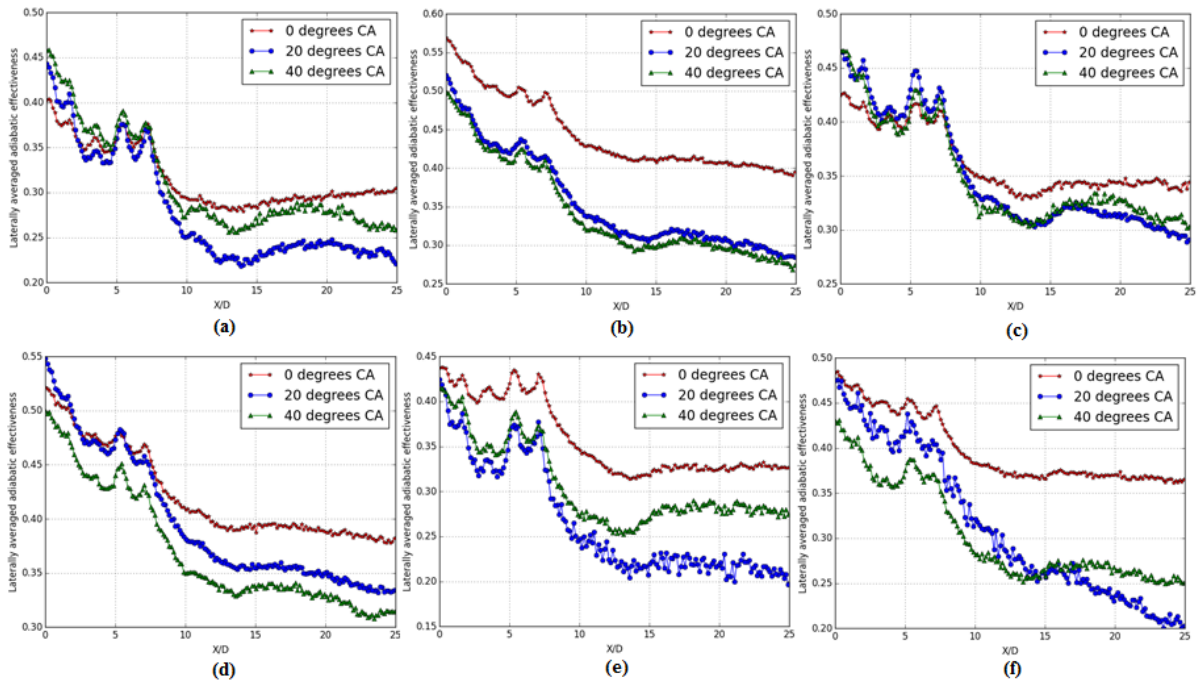 0.50
0.45
0.40
0.35
0.30
0.25
0.20
Laterally averaged adiabatic effectiveness
0 degrees CA
20 degrees CA
40 degrees CA
0 5 10 15 20 25
X/D
(a)
0.60
0.55
0.50
0.45
0.40
0.35
0.30
0.25
Laterally averaged adiabatic effectiveness
0 degrees CA
20 degrees CA
40 degrees CA
0 5 10 15 20 25
X/D
(b)
0.50
0.45
0.40
0.35
0.30
0.25
Laterally averaged adiabatic effectiveness
0 degrees CA
20 degrees CA
40 degrees CA
0 5 10 15 20 25
X/D
(c)
0.55
0.50
0.45
0.40
0.35
0.30
Laterally averaged adiabatic effectiveness
0 degrees CA
20 degrees CA
40 degrees CA
0 5 10 15 20 25
X/D
(d)
0.45
0.40
0.35
0.30
0.25
0.20
0.15
Laterally averaged adiabatic effectiveness
0 degrees CA
20 degrees CA
40 degrees CA
0 5 10 15 20 25
X/D
(e)
0.50
0.45
0.40
0.35
0.30
0.25
0.20
Laterally averaged adiabatic effectiveness
0 degrees CA
20 degrees CA
40 degrees CA
0 5 10 15 20 25
X/D
(f)